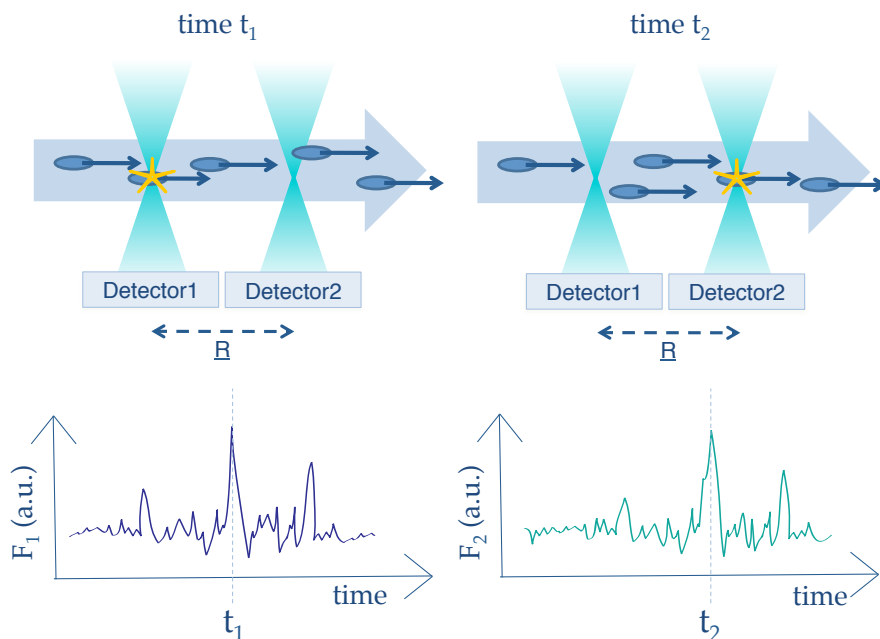 time t1
time t2
Detector1
Detector2
Detector1
Detector2
R
R
F1 (a.u.)
time
t1
F2 (a.u.)
time
t2